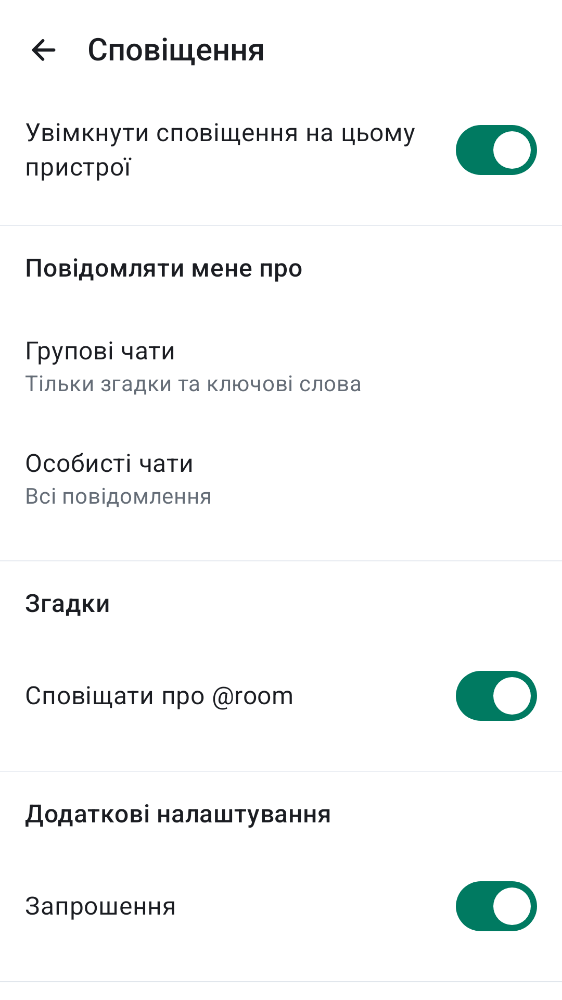 Сповіщення
Увімкнути сповіщення на цьому
пристрої
Повідомляти мене про
Групові чати
Тільки згадки та ключові слова
Особисті чати
Всі повідомлення
Згадки
Сповіщати про @room
Додаткові налаштування
Запрошення